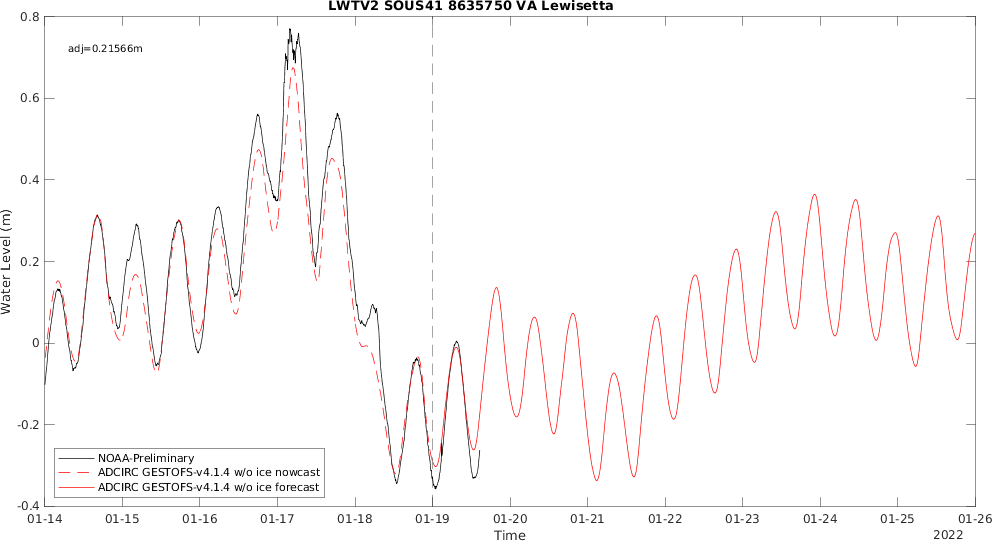 LWTV2 SOUS41 8635750 VA Lewisetta
adj=0.21566m
0.8
0.6
0.4
0.2
0
-0.2
-0.4
Water Level (m)
NOAA-Preliminary
ADCIRC GESTOFS-v4.1.4 w/o ice nowcast
ADCIRC GESTOFS-v4.1.4 w/o ice forecast
01-14 01-15 01-16 01-17 01-18 01-19 01-20 01-21 01-22 01-23 01-24 01-25 01-26
Time
2022